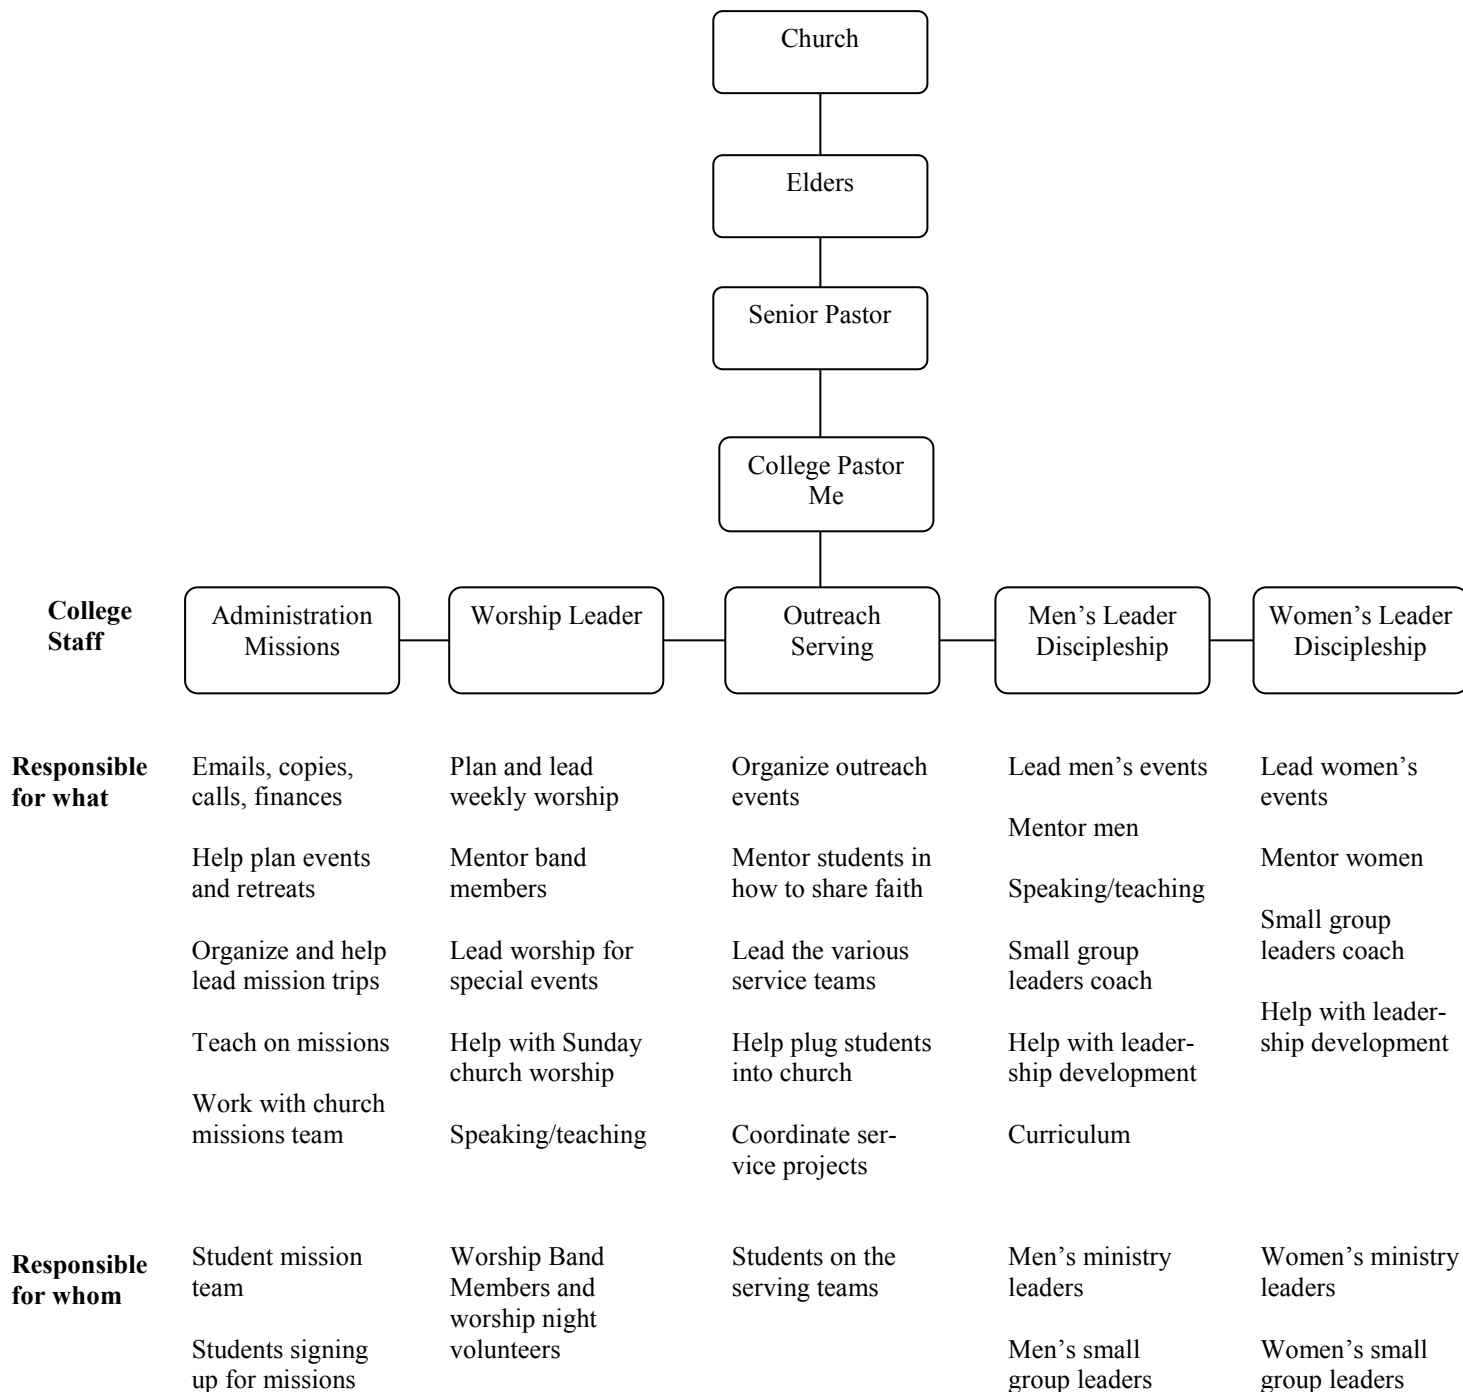 Church
Elders
Senior Pastor
College Pastor
Me
College
Staff
Administration
Missions
Worship Leader
Outreach
Serving
Men’s Leader
Discipleship
Women’s Leader
Discipleship
Responsible
for what
Emails, copies,
calls, finances
Help plan events
and retreats
Organize and help
lead mission trips
Teach on missions
Work with church
missions team
Plan and lead
weekly worship
Mentor band
members
Lead worship for
special events
Help with Sunday
church worship
Speaking/teaching
Organize outreach
events
Mentor students in
how to share faith
Lead the various
service teams
Help plug students
into church
Coordinate ser-
vice projects
Lead men’s events
Mentor men
Speaking/teaching
Small group
leaders coach
Help with leader-
ship development
Curriculum
Lead women’s
events
Mentor women
Small group
leaders coach
Help with leader-
ship development
Responsible
for whom
Student mission
team
Students signing
up for missions
Worship Band
Members and
worship night
volunteers
Students on the
serving teams
Men’s ministry
leaders
Men’s small
group leaders
Women’s ministry
leaders
Women’s small
group leaders